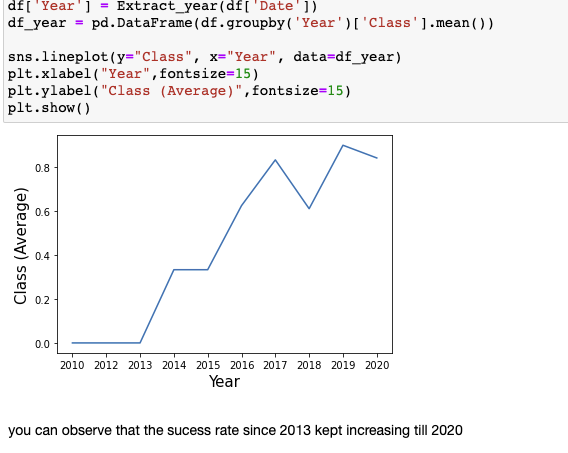 df['Year'] = Extract_year(df['Date'])
df_year = pd.DataFrame(df.groupby('Year')['Class'].mean())
sns.lineplot(y="Class", x="Year", data=df_year)
plt.xlabel("Year",fontsize=15)
plt.ylabel("Class (Average)",fontsize=15)
plt.show()
Class (Average)
0.8
0.6
0.4
0.2
0.0
2010 2012 2013 2014 2015 2016 2017 2018 2019 2020
Year
you can observe that the sucess rate since 2013 kept increasing till 2020